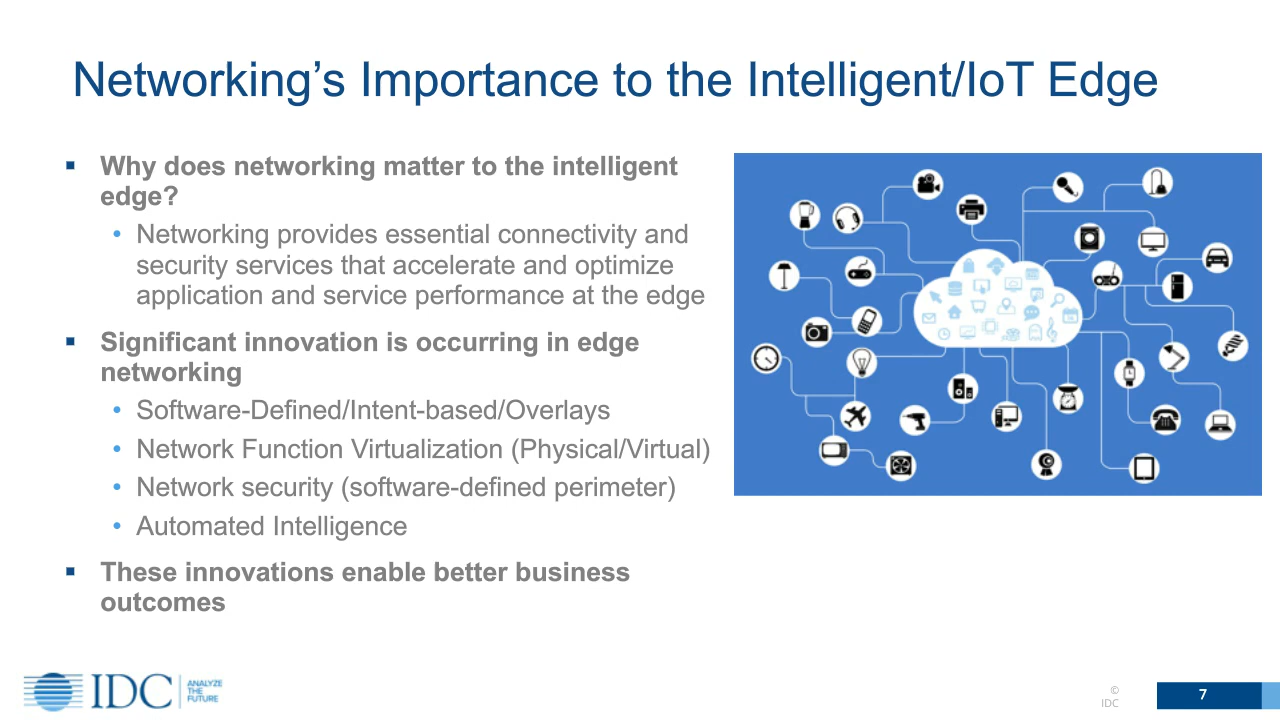 Networking’s Importance to the Intelligent/IoT Edge
▪ Why does networking matter to the intelligent
edge?
• Networking provides essential connectivity and
security services that accelerate and optimize
application and service performance at the edge
▪ Significant innovation is occurring in edge
networking
• Software-Defined/Intent-based/Overlays
• Network Function Virtualization (Physical/Virtual)
• Network security (software-defined perimeter)
• Automated Intelligence
▪ These innovations enable better business
outcomes
IDC
ANALYZE
THE
FUTURE
©
IDC
7